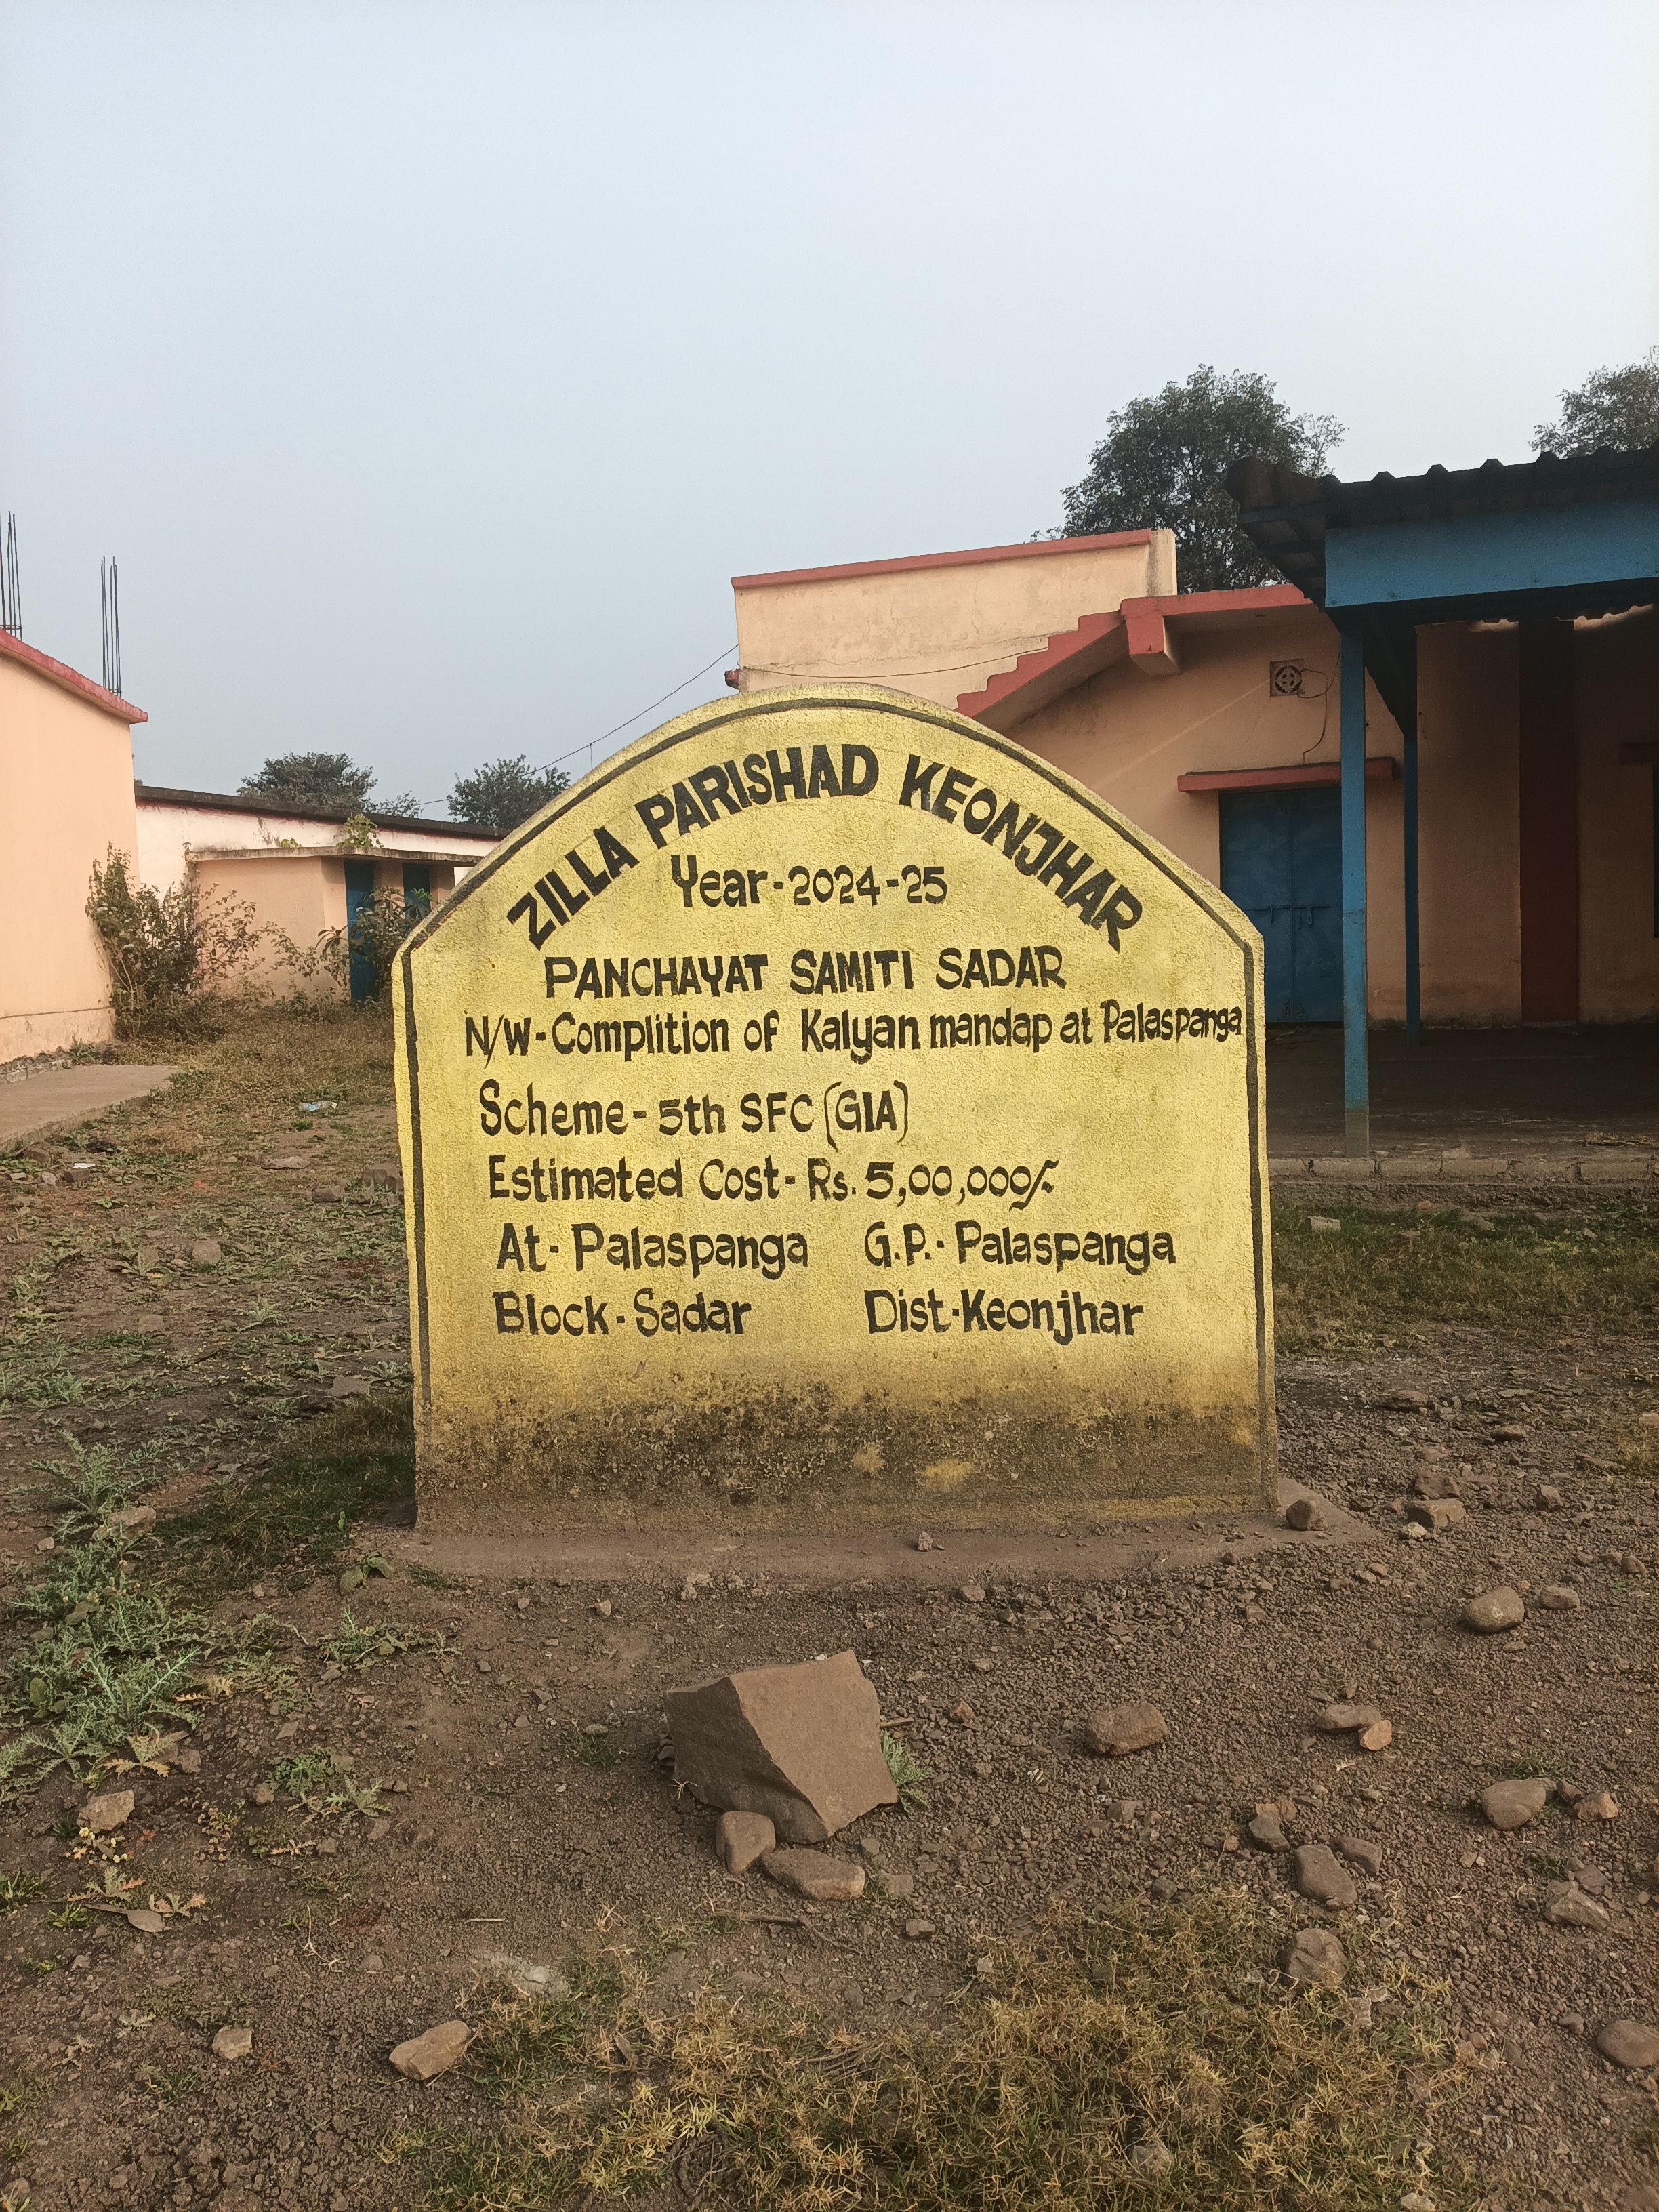 ZILLA PARISHAD KEONJHAR
Year-2024-25
PANCHAYAT SAMITI SADAR
N/W-Complition of Kalyan mandap at Palaspanga
Scheme-5th SFC (GIA)
Estimated Cost-Rs. 5,00,000/-
At-Palaspanga G.P.-Palaspanga
Block-Sadar Dist-Keonjhar